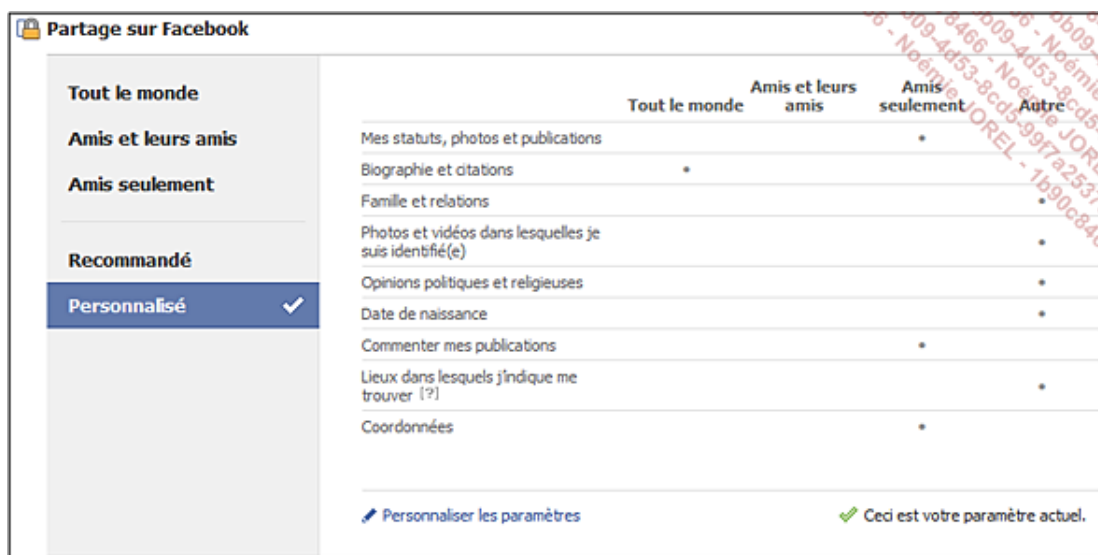 Partage sur Facebook
Tout le monde
Amis et leurs amis
Amis seulement
Recommandé
Personnalisé
Tout le monde
Amis et leurs
amis
Amis
seulement
Autre
Mes statuts, photos et publications
Biographie et citations
Famille et relations
Photos et vidéos dans lesquelles je
suis identifié(e)
Opinions politiques et religieuses
Date de naissance
Commenter mes publications
Lieux dans lesquels j'indique me
trouver [?]
Coordonnées
Personnaliser les paramètres
Ceci est votre paramètre actuel.
Noémie JOREL